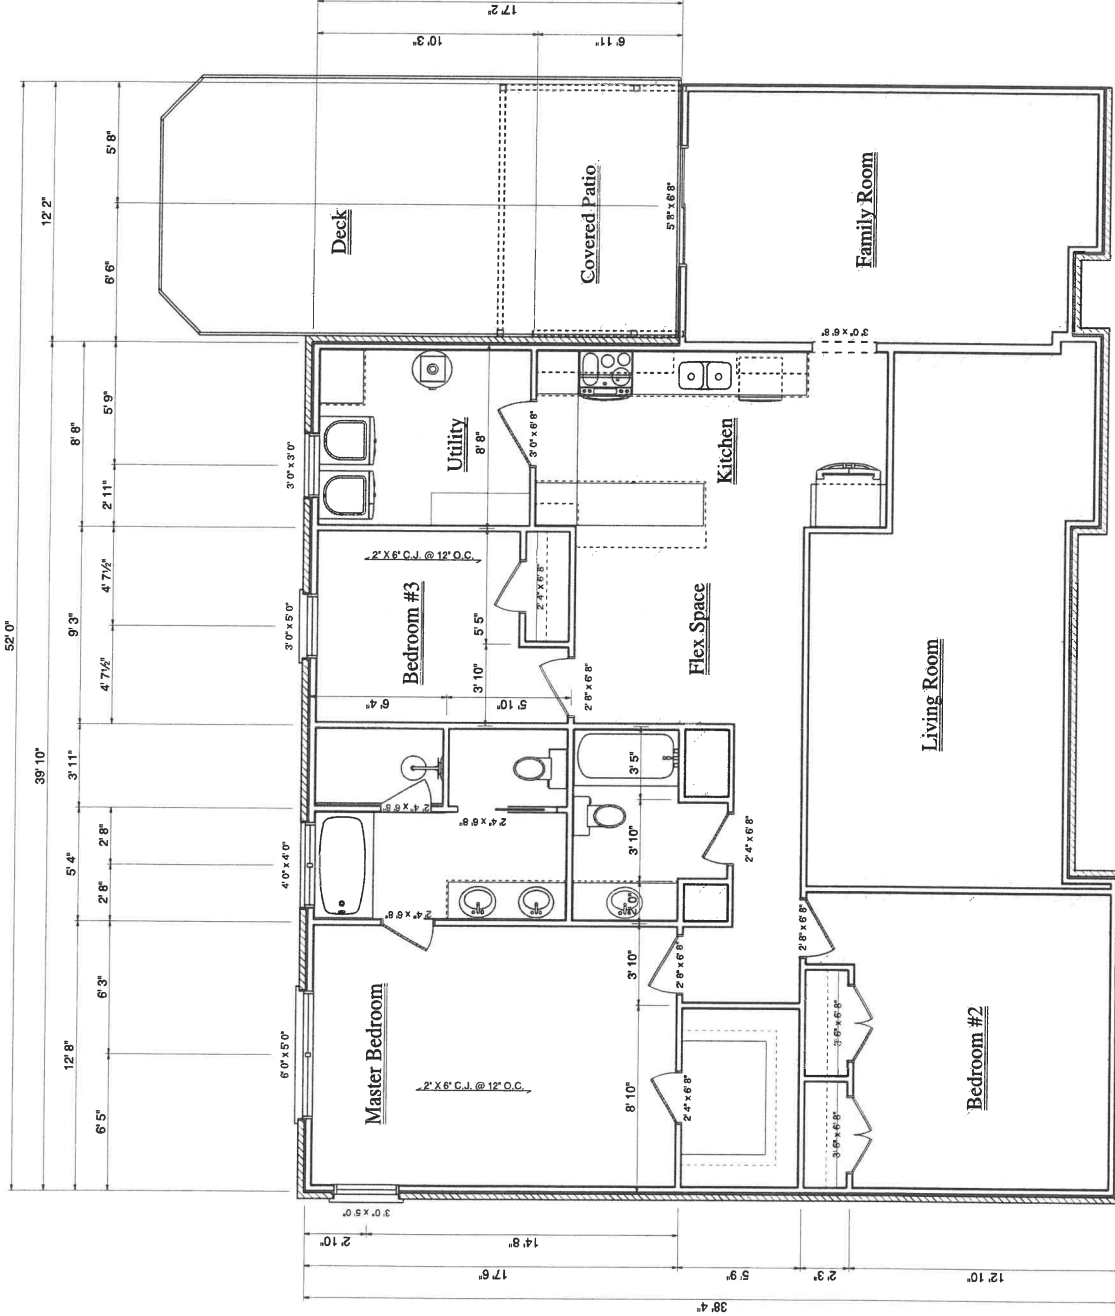 52' 0"
39' 10"
12' 2"
12' 8"
5' 4"
3' 11"
9' 3"
8' 8"
6' 5"
6' 3"
2' 8"
2' 8"
4' 7½"
4' 7½"
2' 11"
5' 9"
6' 6"
5' 8"
17' 2"
10' 3"
6' 11"
6' 0" x 5' 0"
4' 0" x 4' 0"
3' 0" x 5' 0"
3' 0" x 3' 0"
3' 0" x 5' 0"
2' 10"
14' 8"
17' 6"
5' 9"
2' 3"
12' 10"
38' 4"
Deck
Covered Patio
5' 8" x 6' 8"
Family Room
3' 0" x 6' 8"
Utility
8' 8"
3' 0" x 6' 8"
Kitchen
2" X 6" C.J. @ 12" O.C.
Bedroom #3
2' 4" x 6' 8"
5' 5"
3' 10"
6' 4"
5' 10"
2' 8" x 6' 8"
Flex Space
Living Room
2' 4" x 6' 8"
2' 4" x 6' 8"
2' 4" x 6' 8"
3' 5"
3' 10"
2' 4" x 6' 8"
3' 10"
2' 8" x 6' 8"
2' 8" x 6' 8"
Master Bedroom
2" X 6" C.J. @ 12" O.C.
8' 10"
2' 4" x 6' 8"
3' 6" x 6' 8"
3' 6" x 6' 8"
Bedroom #2